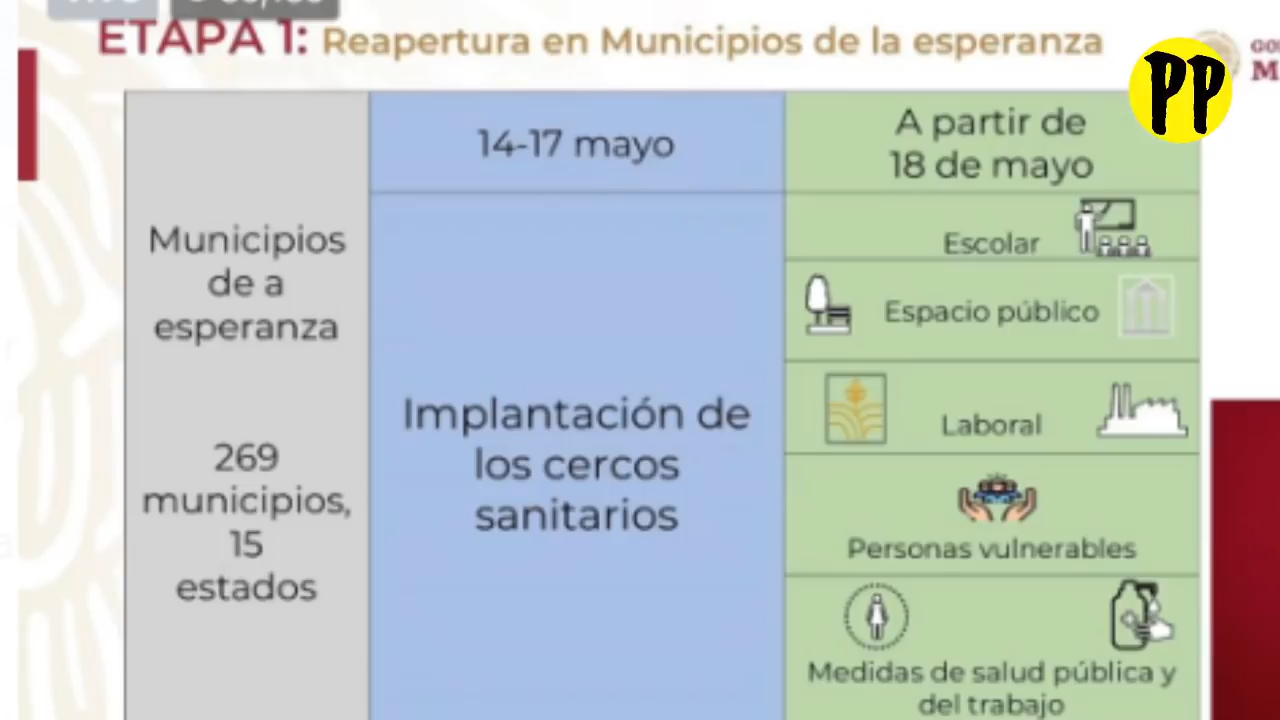 ETAPA 1: Reapertura en Municipios de la esperanza
PP
14-17 mayo
A partir de
18 de mayo
Municipios
de a
esperanza
269
municipios,
15
estados
Implantación de
los cercos
sanitarios
Escolar
Espacio público
Laboral
Personas vulnerables
Medidas de salud pública y
del trabajo